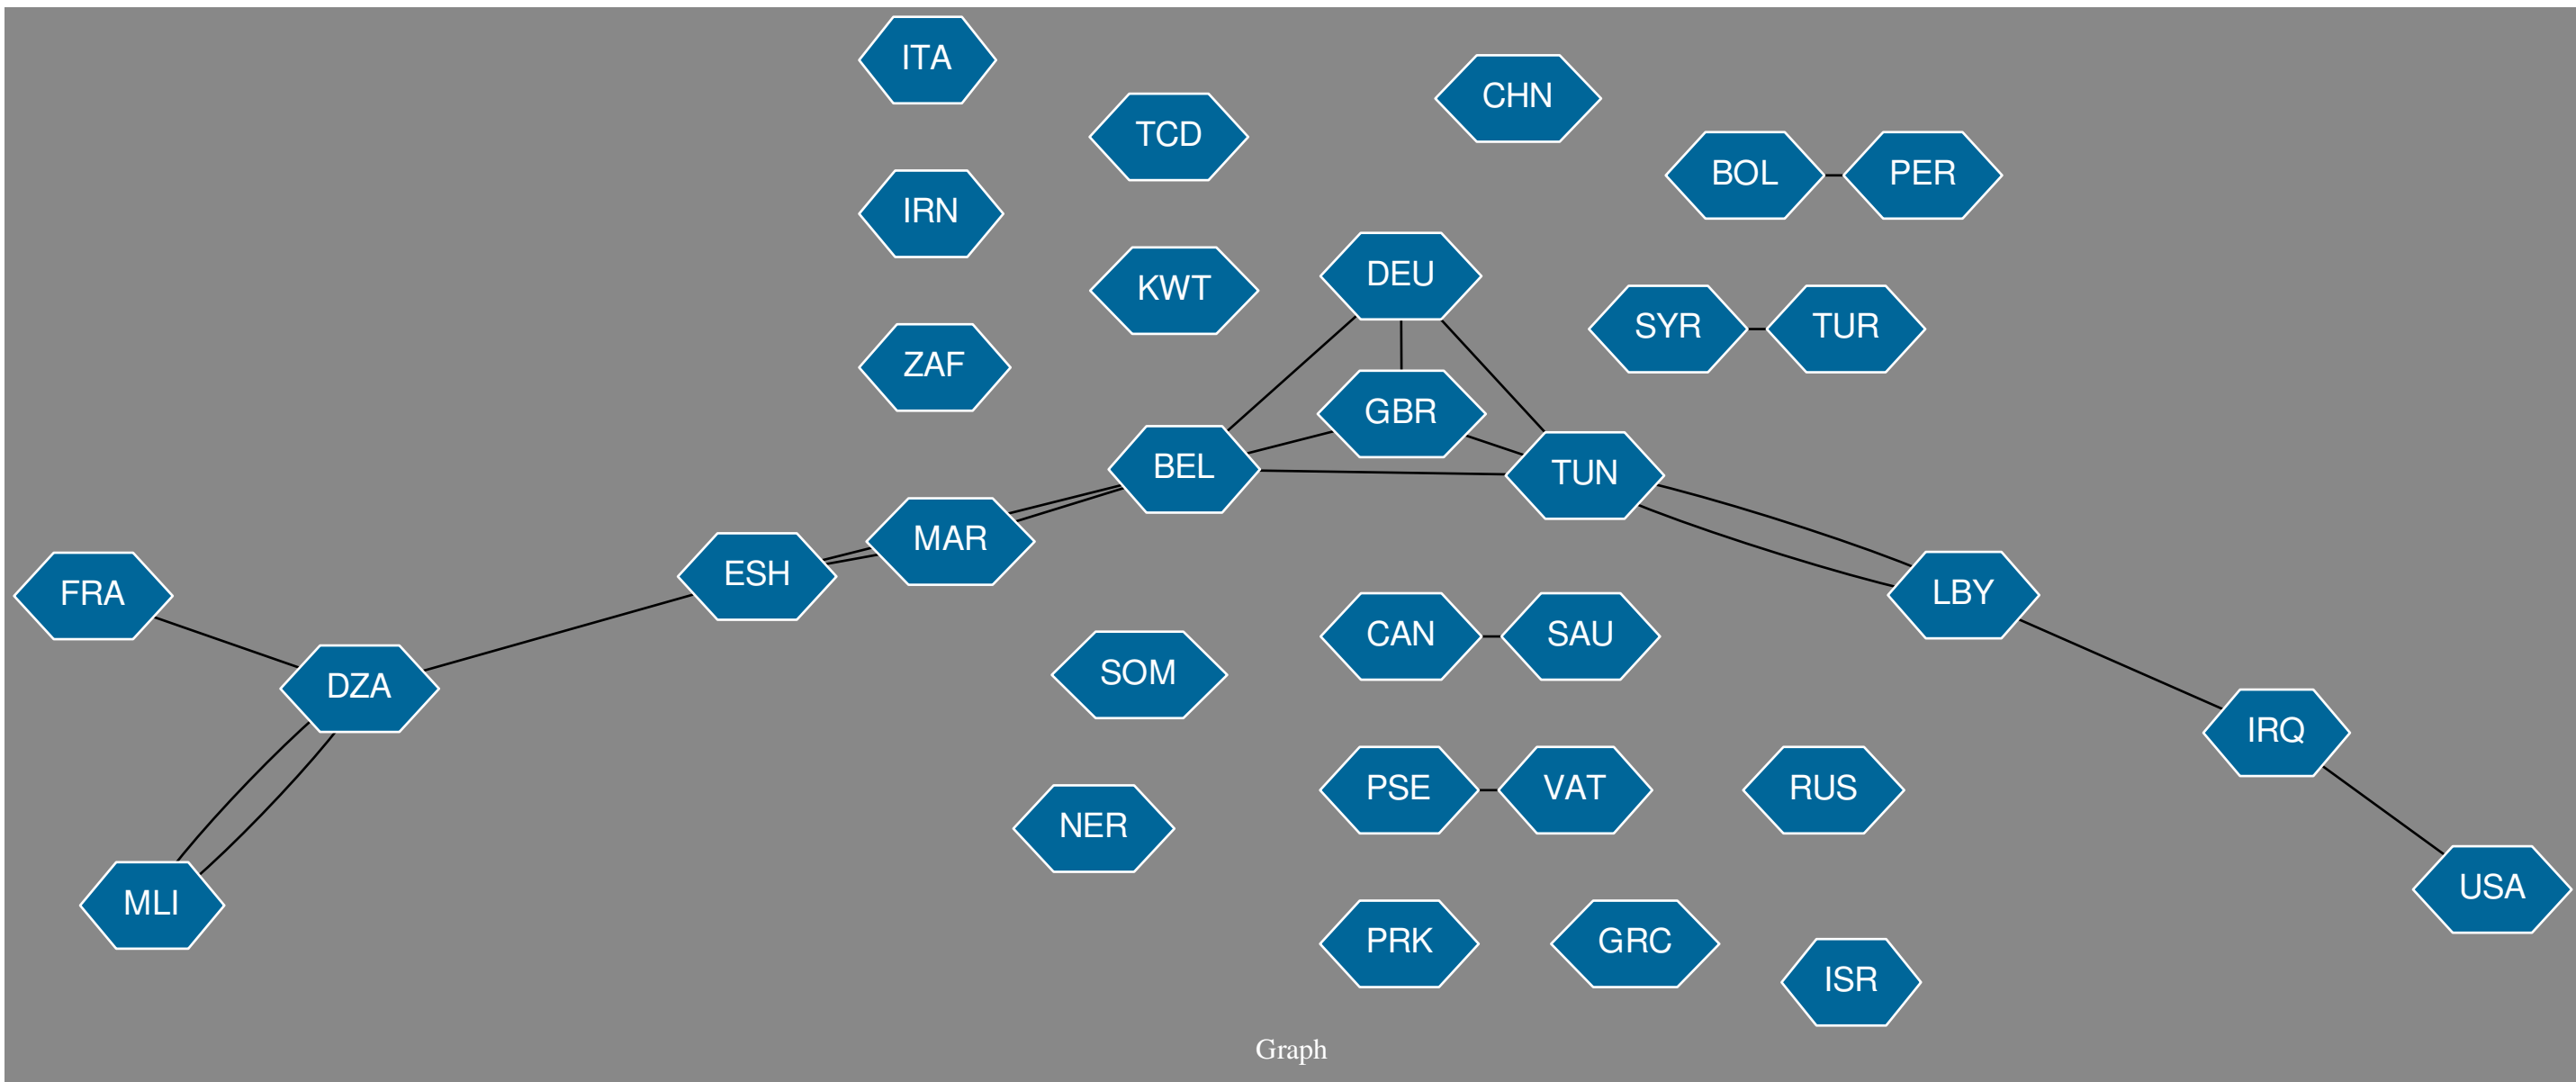 ITA
CHN
TCD
BOL
PER
IRN
DEU
KWT
SYR
TUR
ZAF
GBR
BEL
TUN
MAR
ESH
FRA
LBY
CAN
SAU
SOM
DZA
IRQ
PSE
VAT
RUS
NER
USA
MLI
PRK
GRC
ISR
Graph